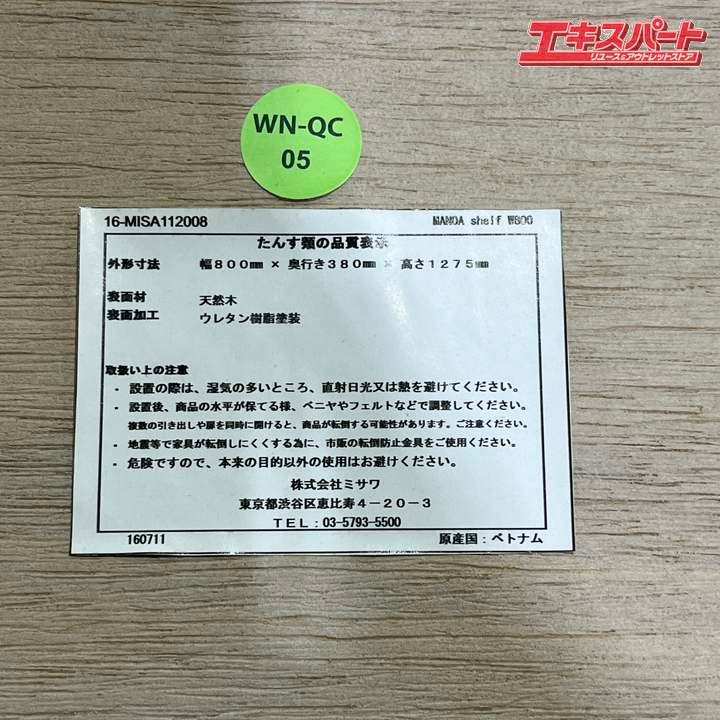 エキスパート
リユース&アウトレットストア
WN-QC
05
16-MISA112008
MANOA shelf W800
たんす類の品質表示
外形寸法 幅800mm × 奥行き380mm × 高さ1275mm
表面材 天然木
表面加工 ウレタン樹脂塗装
取扱い上の注意
- 設置の際は、湿気の多いところ、直射日光又は熱を避けてください。
- 設置後、商品の水平が保てる様、ベニヤやフェルトなどで調整してください。
複数の引き出しや扉を同時に開けると、商品が転倒する可能性があります。ご注意ください。
- 地震等で家具が転倒しにくくする為に、市販の転倒防止金具をご使用ください。
- 危険ですので、本来の目的以外の使用はお避けください。
株式会社ミサワ
東京都渋谷区恵比寿4-20-3
TEL:03-5793-5500
160711 原産国:ベトナム